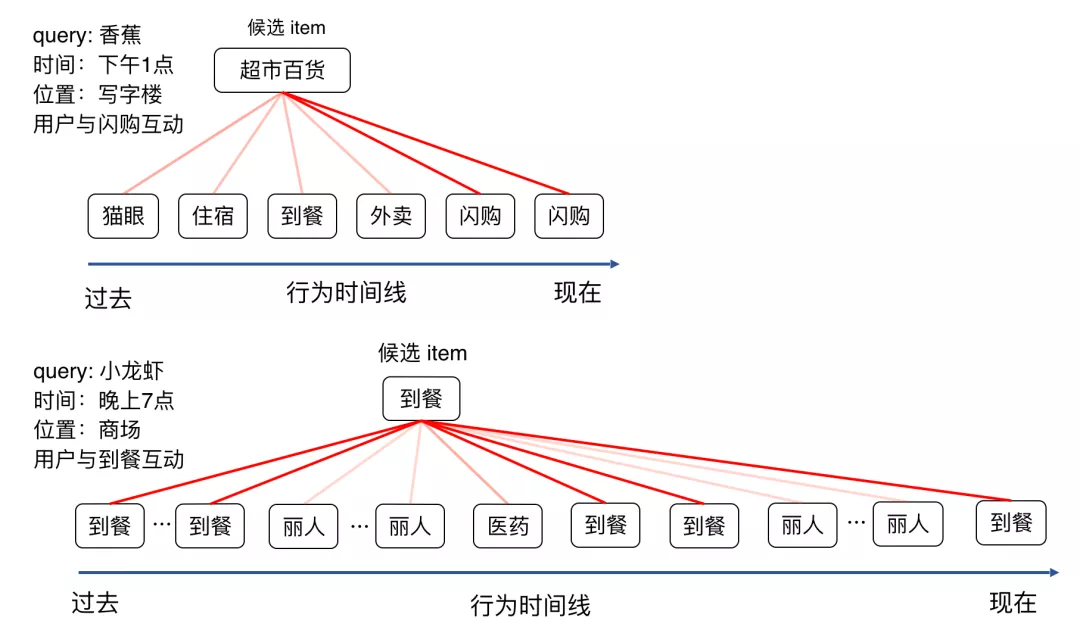 query: 香蕉
时间：下午1点
位置：写字楼
用户与闪购互动
候选 item
超市百货
猫眼 住宿 到餐 外卖 闪购 闪购
过去 行为时间线 现在
query: 小龙虾
时间：晚上7点
位置：商场
用户与到餐互动
候选 item
到餐
到餐 ··· 到餐 丽人 ··· 丽人 医药 到餐 到餐 丽人 ··· 丽人 到餐
过去 行为时间线 现在